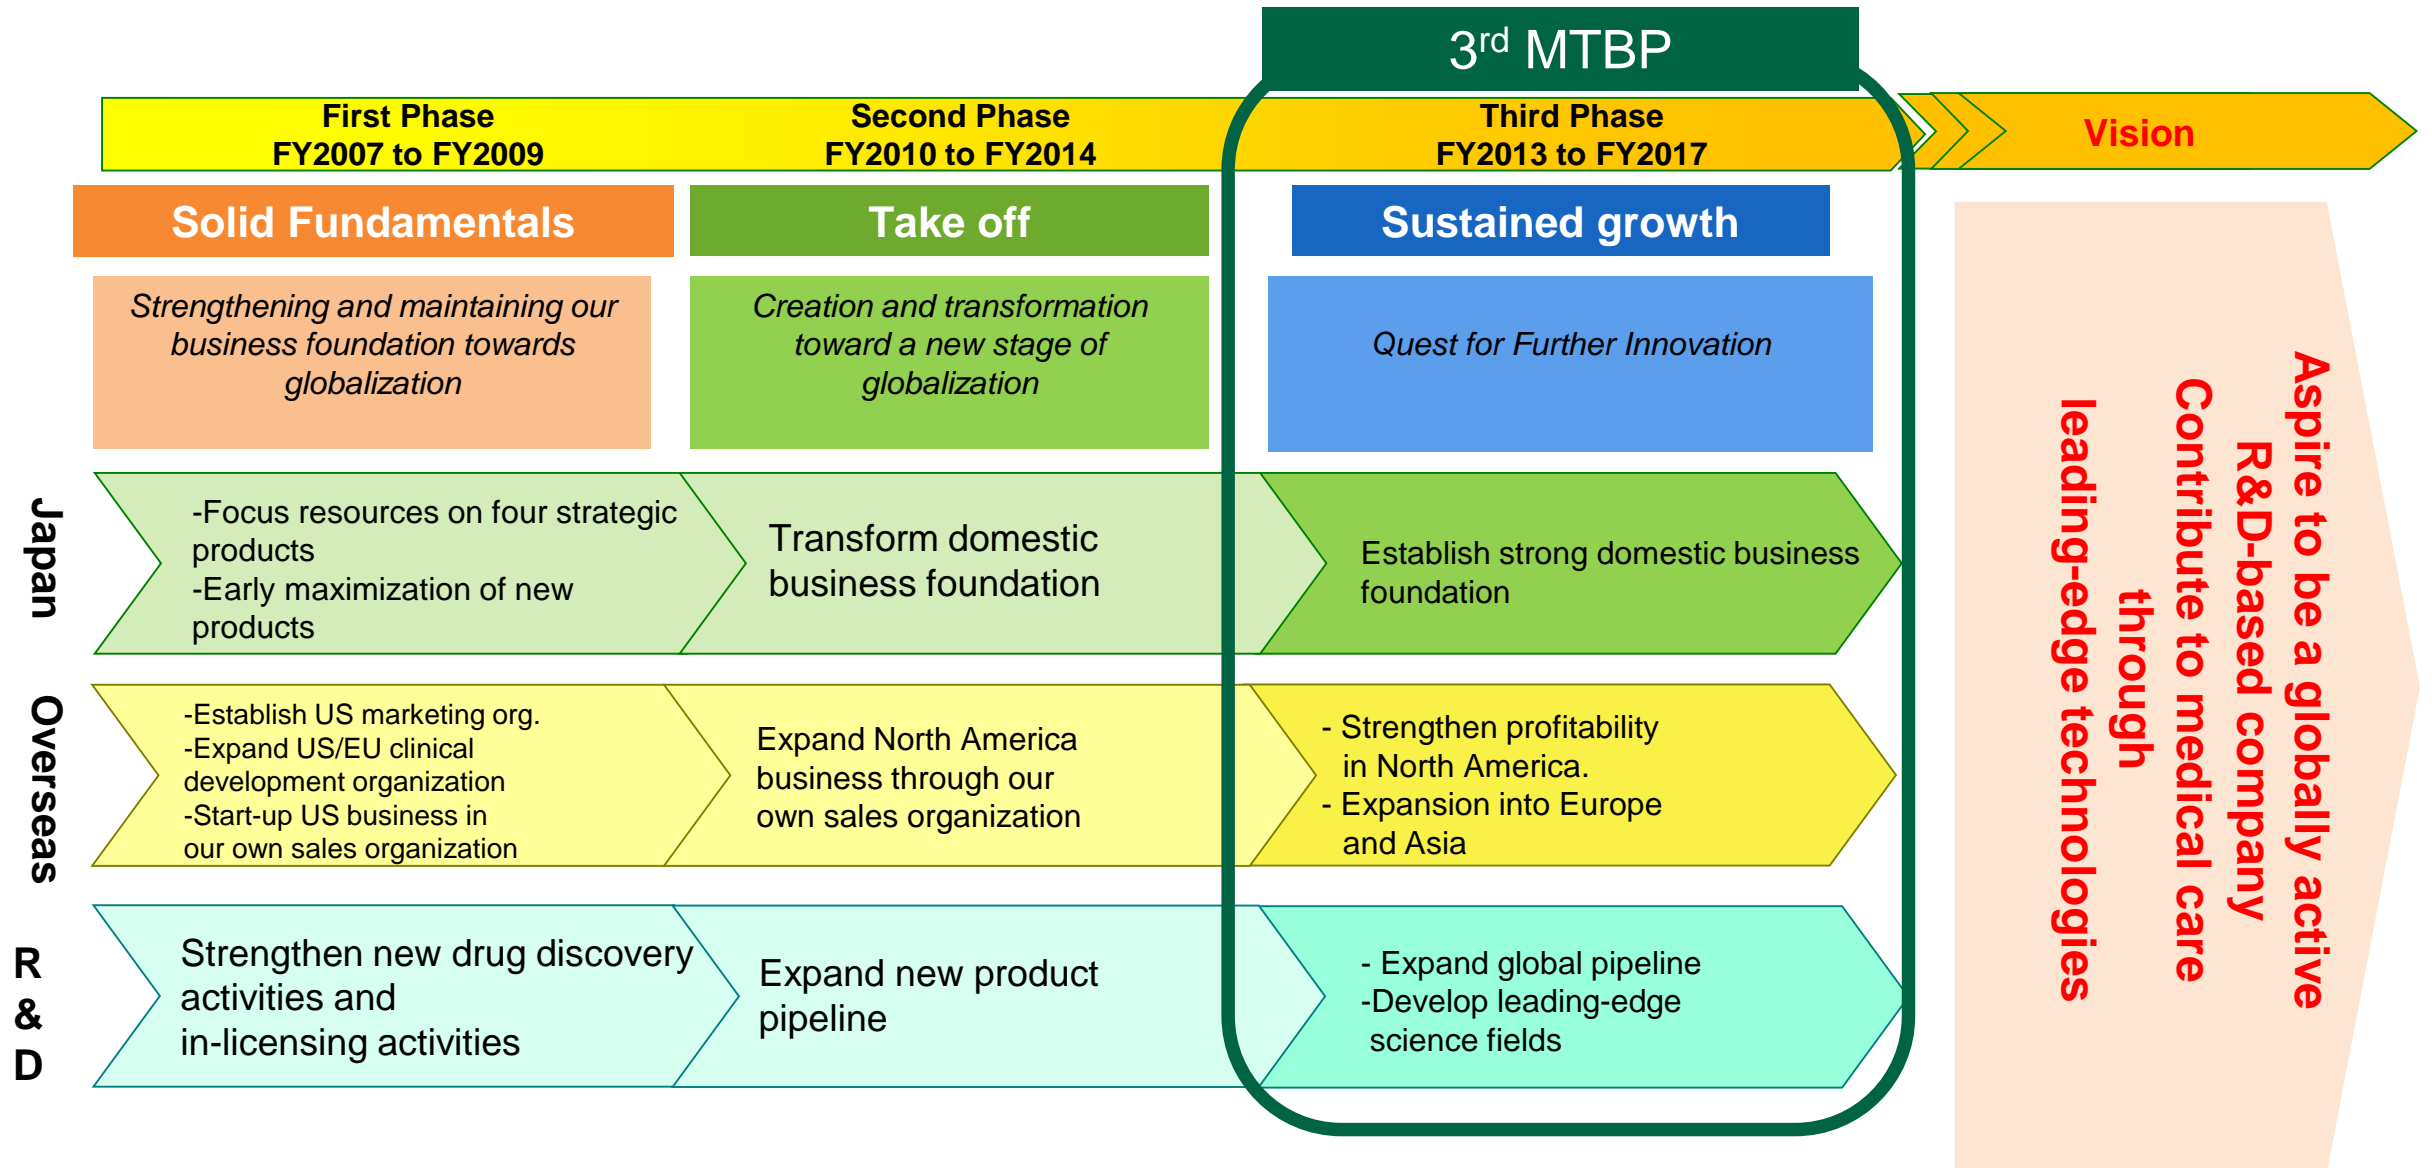 3rd MTBP
First Phase
FY2007 to FY2009
Second Phase
FY2010 to FY2014
Third Phase
FY2013 to FY2017
Vision
Solid Fundamentals
Take off
Sustained growth
Strengthening and maintaining our
business foundation towards
globalization
Creation and transformation
toward a new stage of
globalization
Quest for Further Innovation
Japan
-Focus resources on four strategic
products
-Early maximization of new
products
Transform domestic
business foundation
Establish strong domestic business
foundation
Overseas
-Establish US marketing org.
-Expand US/EU clinical
development organization
-Start-up US business in
our own sales organization
Expand North America
business through our
own sales organization
- Strengthen profitability
in North America.
- Expansion into Europe
and Asia
R
&
D
Strengthen new drug discovery
activities and
in-licensing activities
Expand new product
pipeline
- Expand global pipeline
-Develop leading-edge
science fields
Aspire to be a globally active
R&D-based company
Contribute to medical care
through
leading-edge technologies